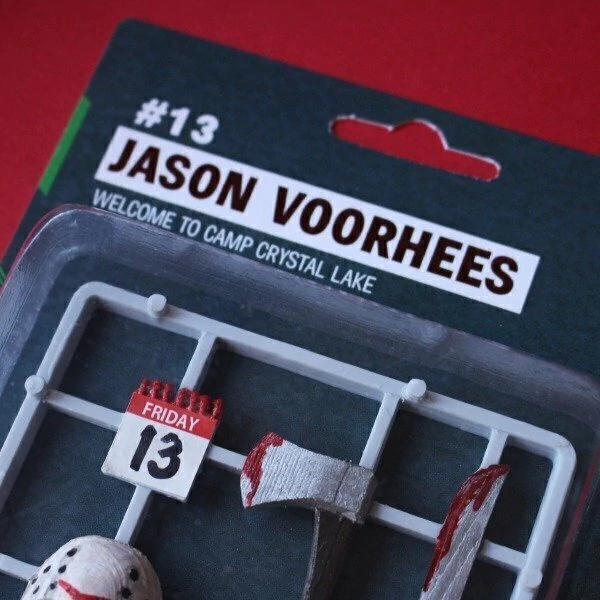 #13
JASON VOORHEES
WELCOME TO CAMP CRYSTAL LAKE
FRIDAY
13